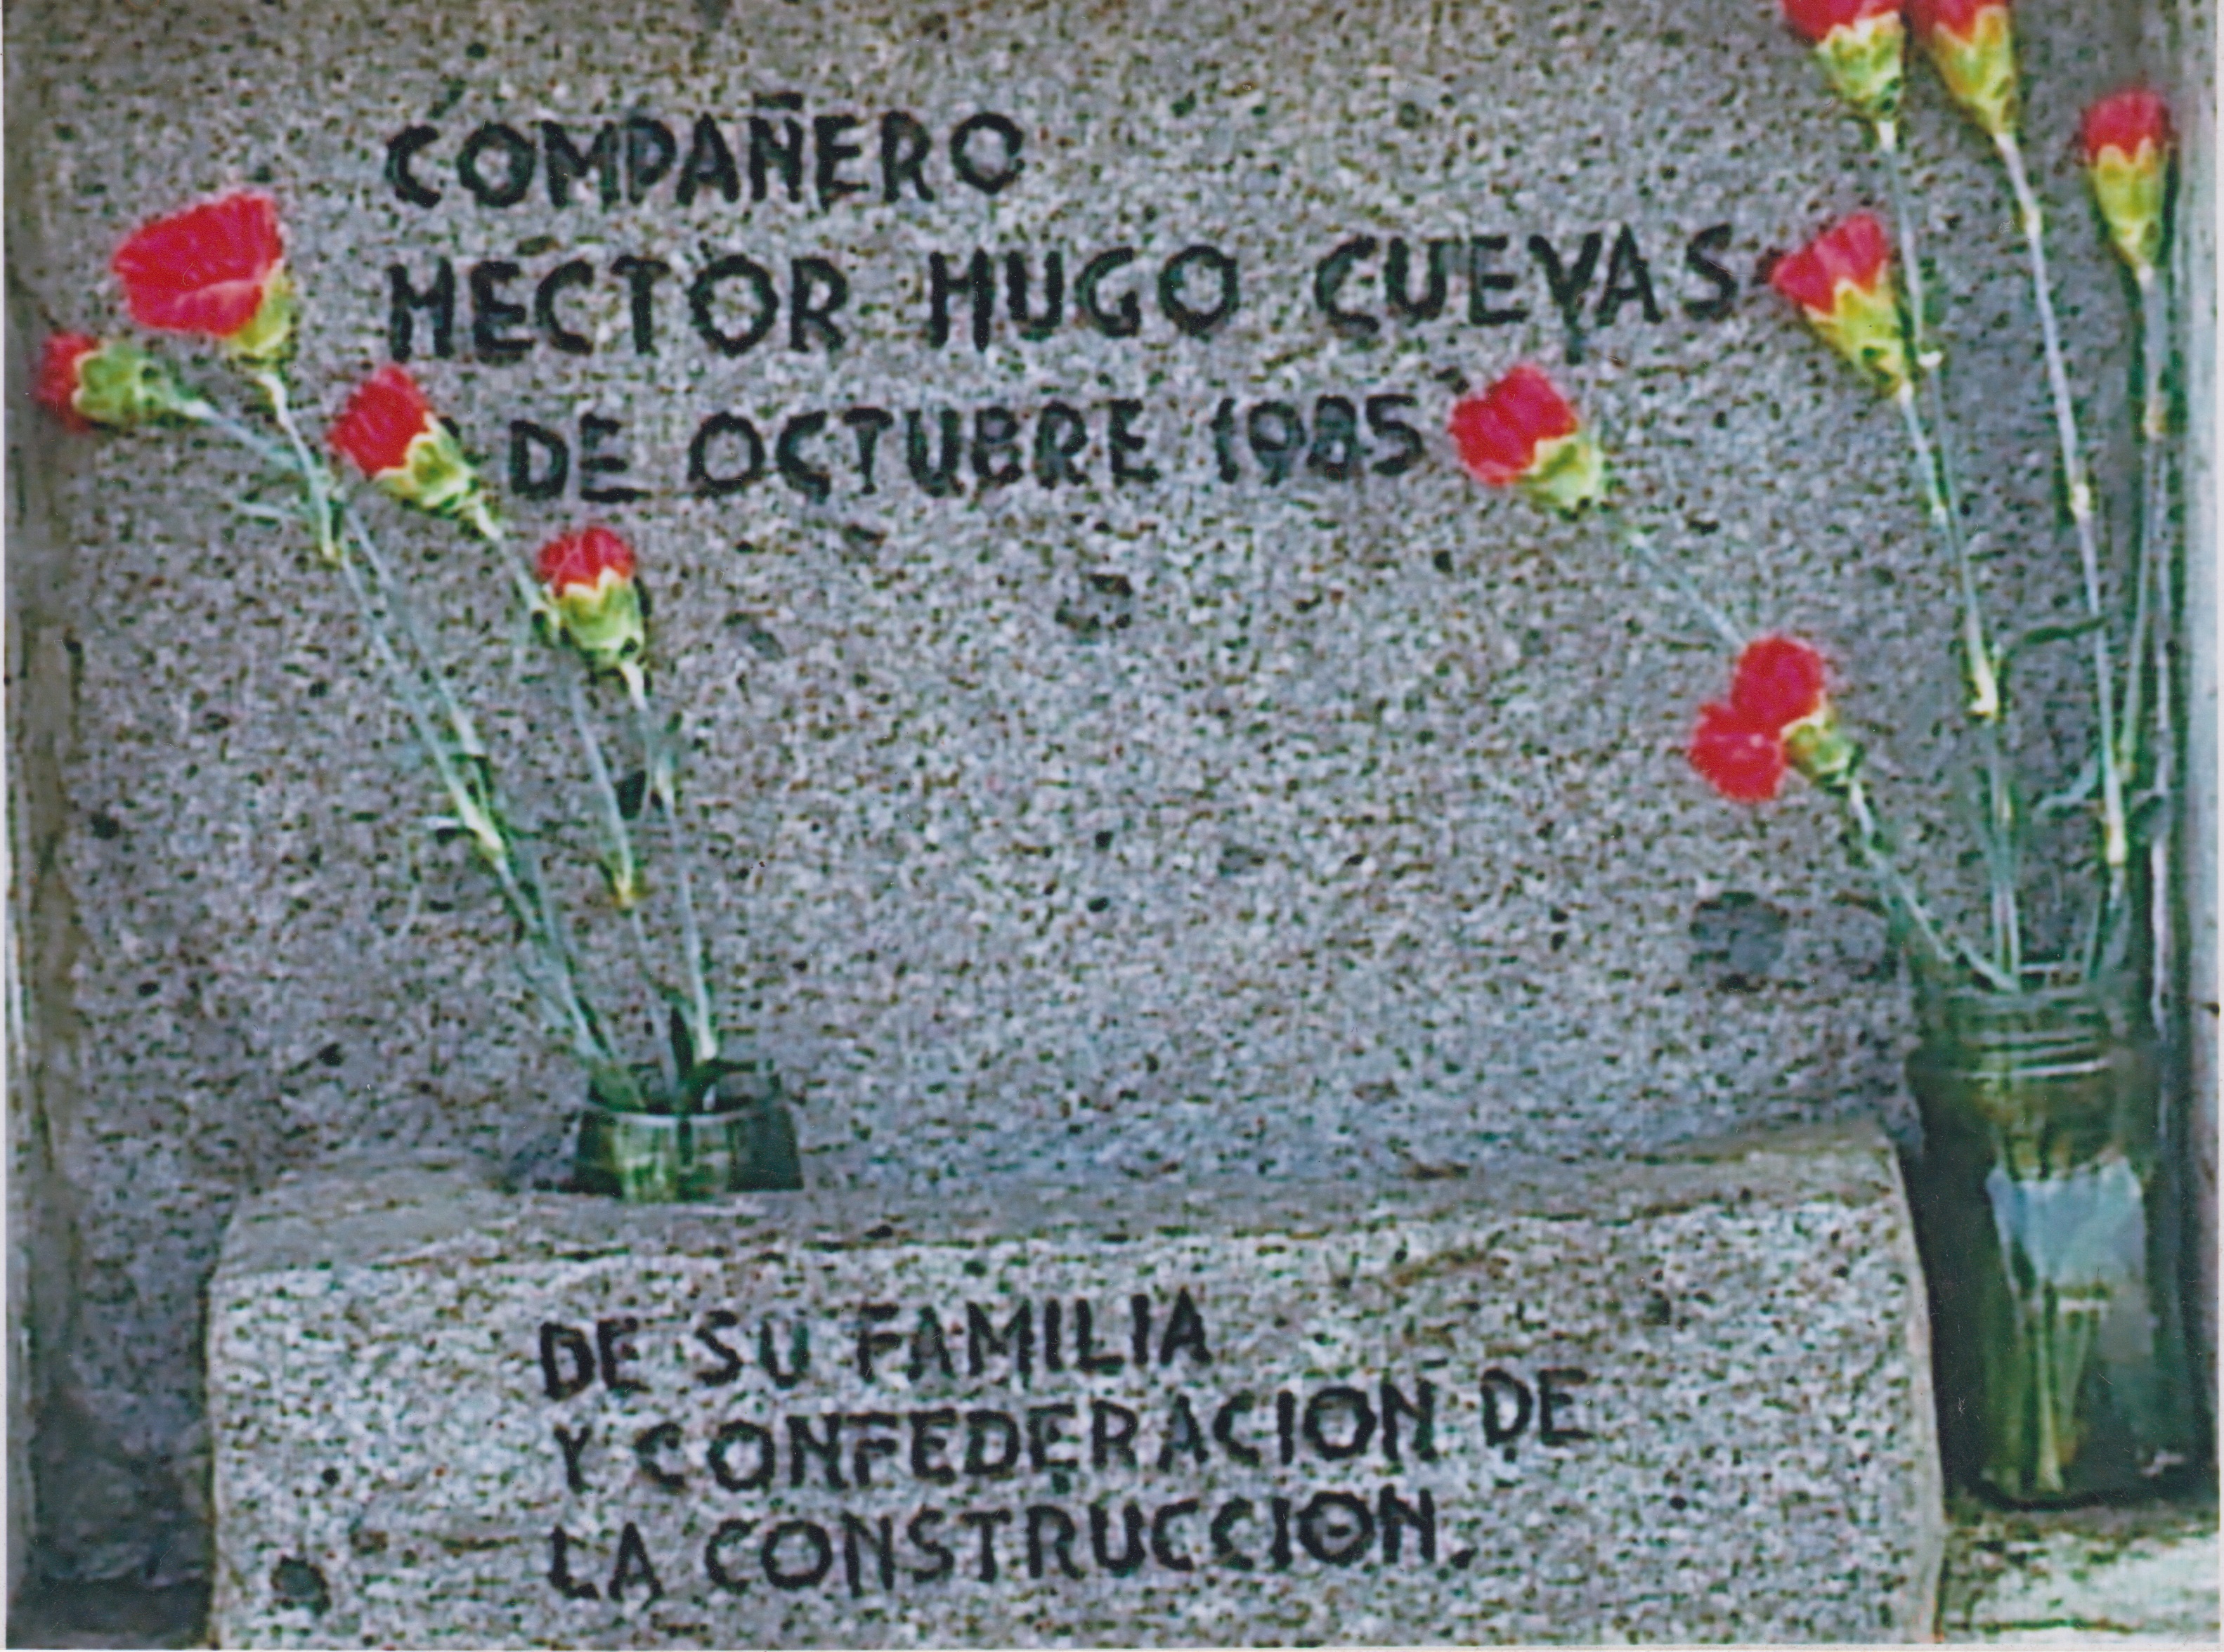 COMPAÑERO
HECTOR HUGO CUEVAS
DE OCTUBRE 1985
DE SU FAMILIA
Y CONFEDERACION DE
LA CONSTRUCCION.